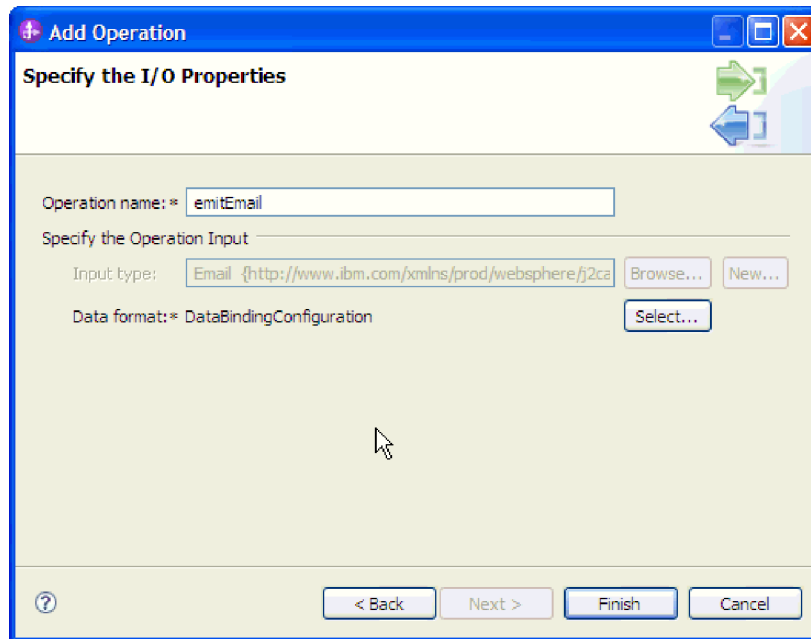 Add Operation
Specify the I/O Properties
Operation name:* emitEmail
Specify the Operation Input
Input type: Email {http://www.ibm.com/xmlns/prod/websphere/j2ca Browse... New...
Data format:* DataBindingConfiguration Select...
? < Back Next > Finish Cancel